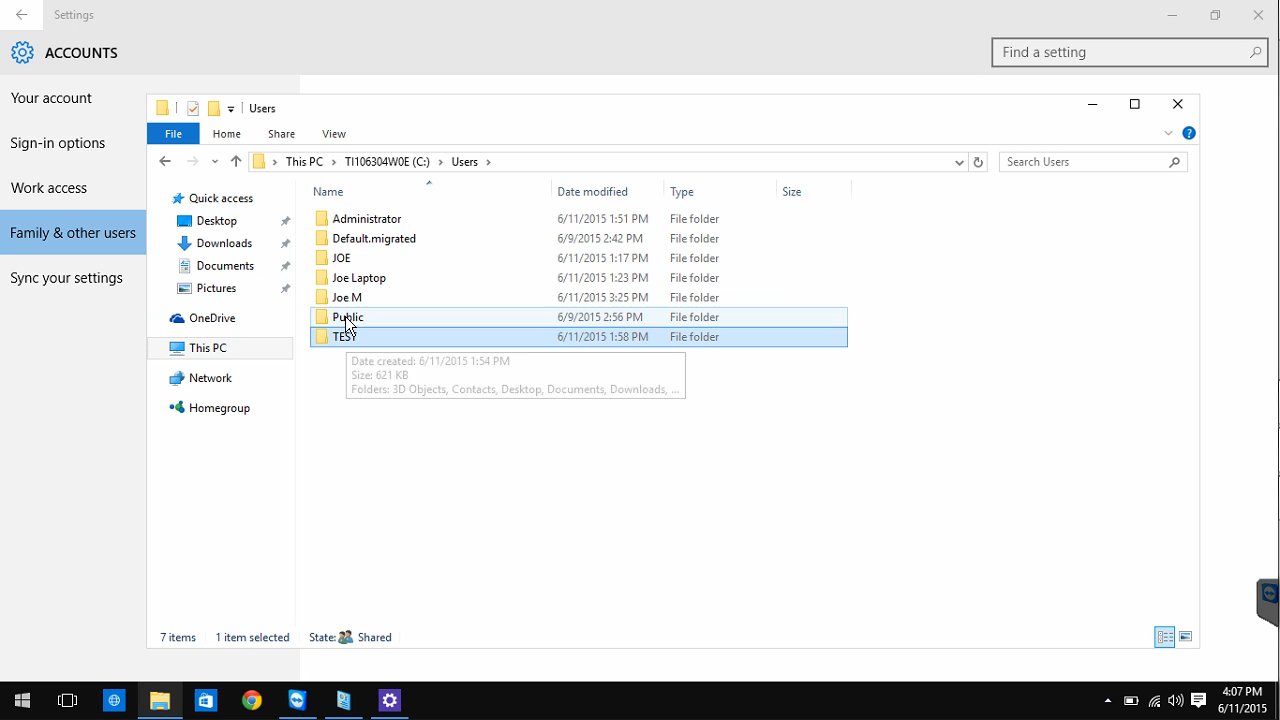 Settings
ACCOUNTS
Find a setting
Your account
Sign-in options
Work access
Family & other users
Sync your settings
Users
File Home Share View
This PC TI106304W0E (C:) Users
Search Users
Quick access
Desktop
Downloads
Documents
Pictures
OneDrive
This PC
Network
Homegroup
Name Date modified Type Size
Administrator 6/11/2015 1:51 PM File folder
Default.migrated 6/9/2015 2:42 PM File folder
JOE 6/11/2015 1:17 PM File folder
Joe Laptop 6/11/2015 1:23 PM File folder
Joe M 6/11/2015 3:25 PM File folder
Public 6/9/2015 2:56 PM File folder
TESY 6/11/2015 1:58 PM File folder
Date created: 6/11/2015 1:54 PM
Size: 621 KB
Folders: 3D Objects, Contacts, Desktop, Documents, Downloads, ...
7 items 1 item selected State: Shared
4:07 PM
6/11/2015